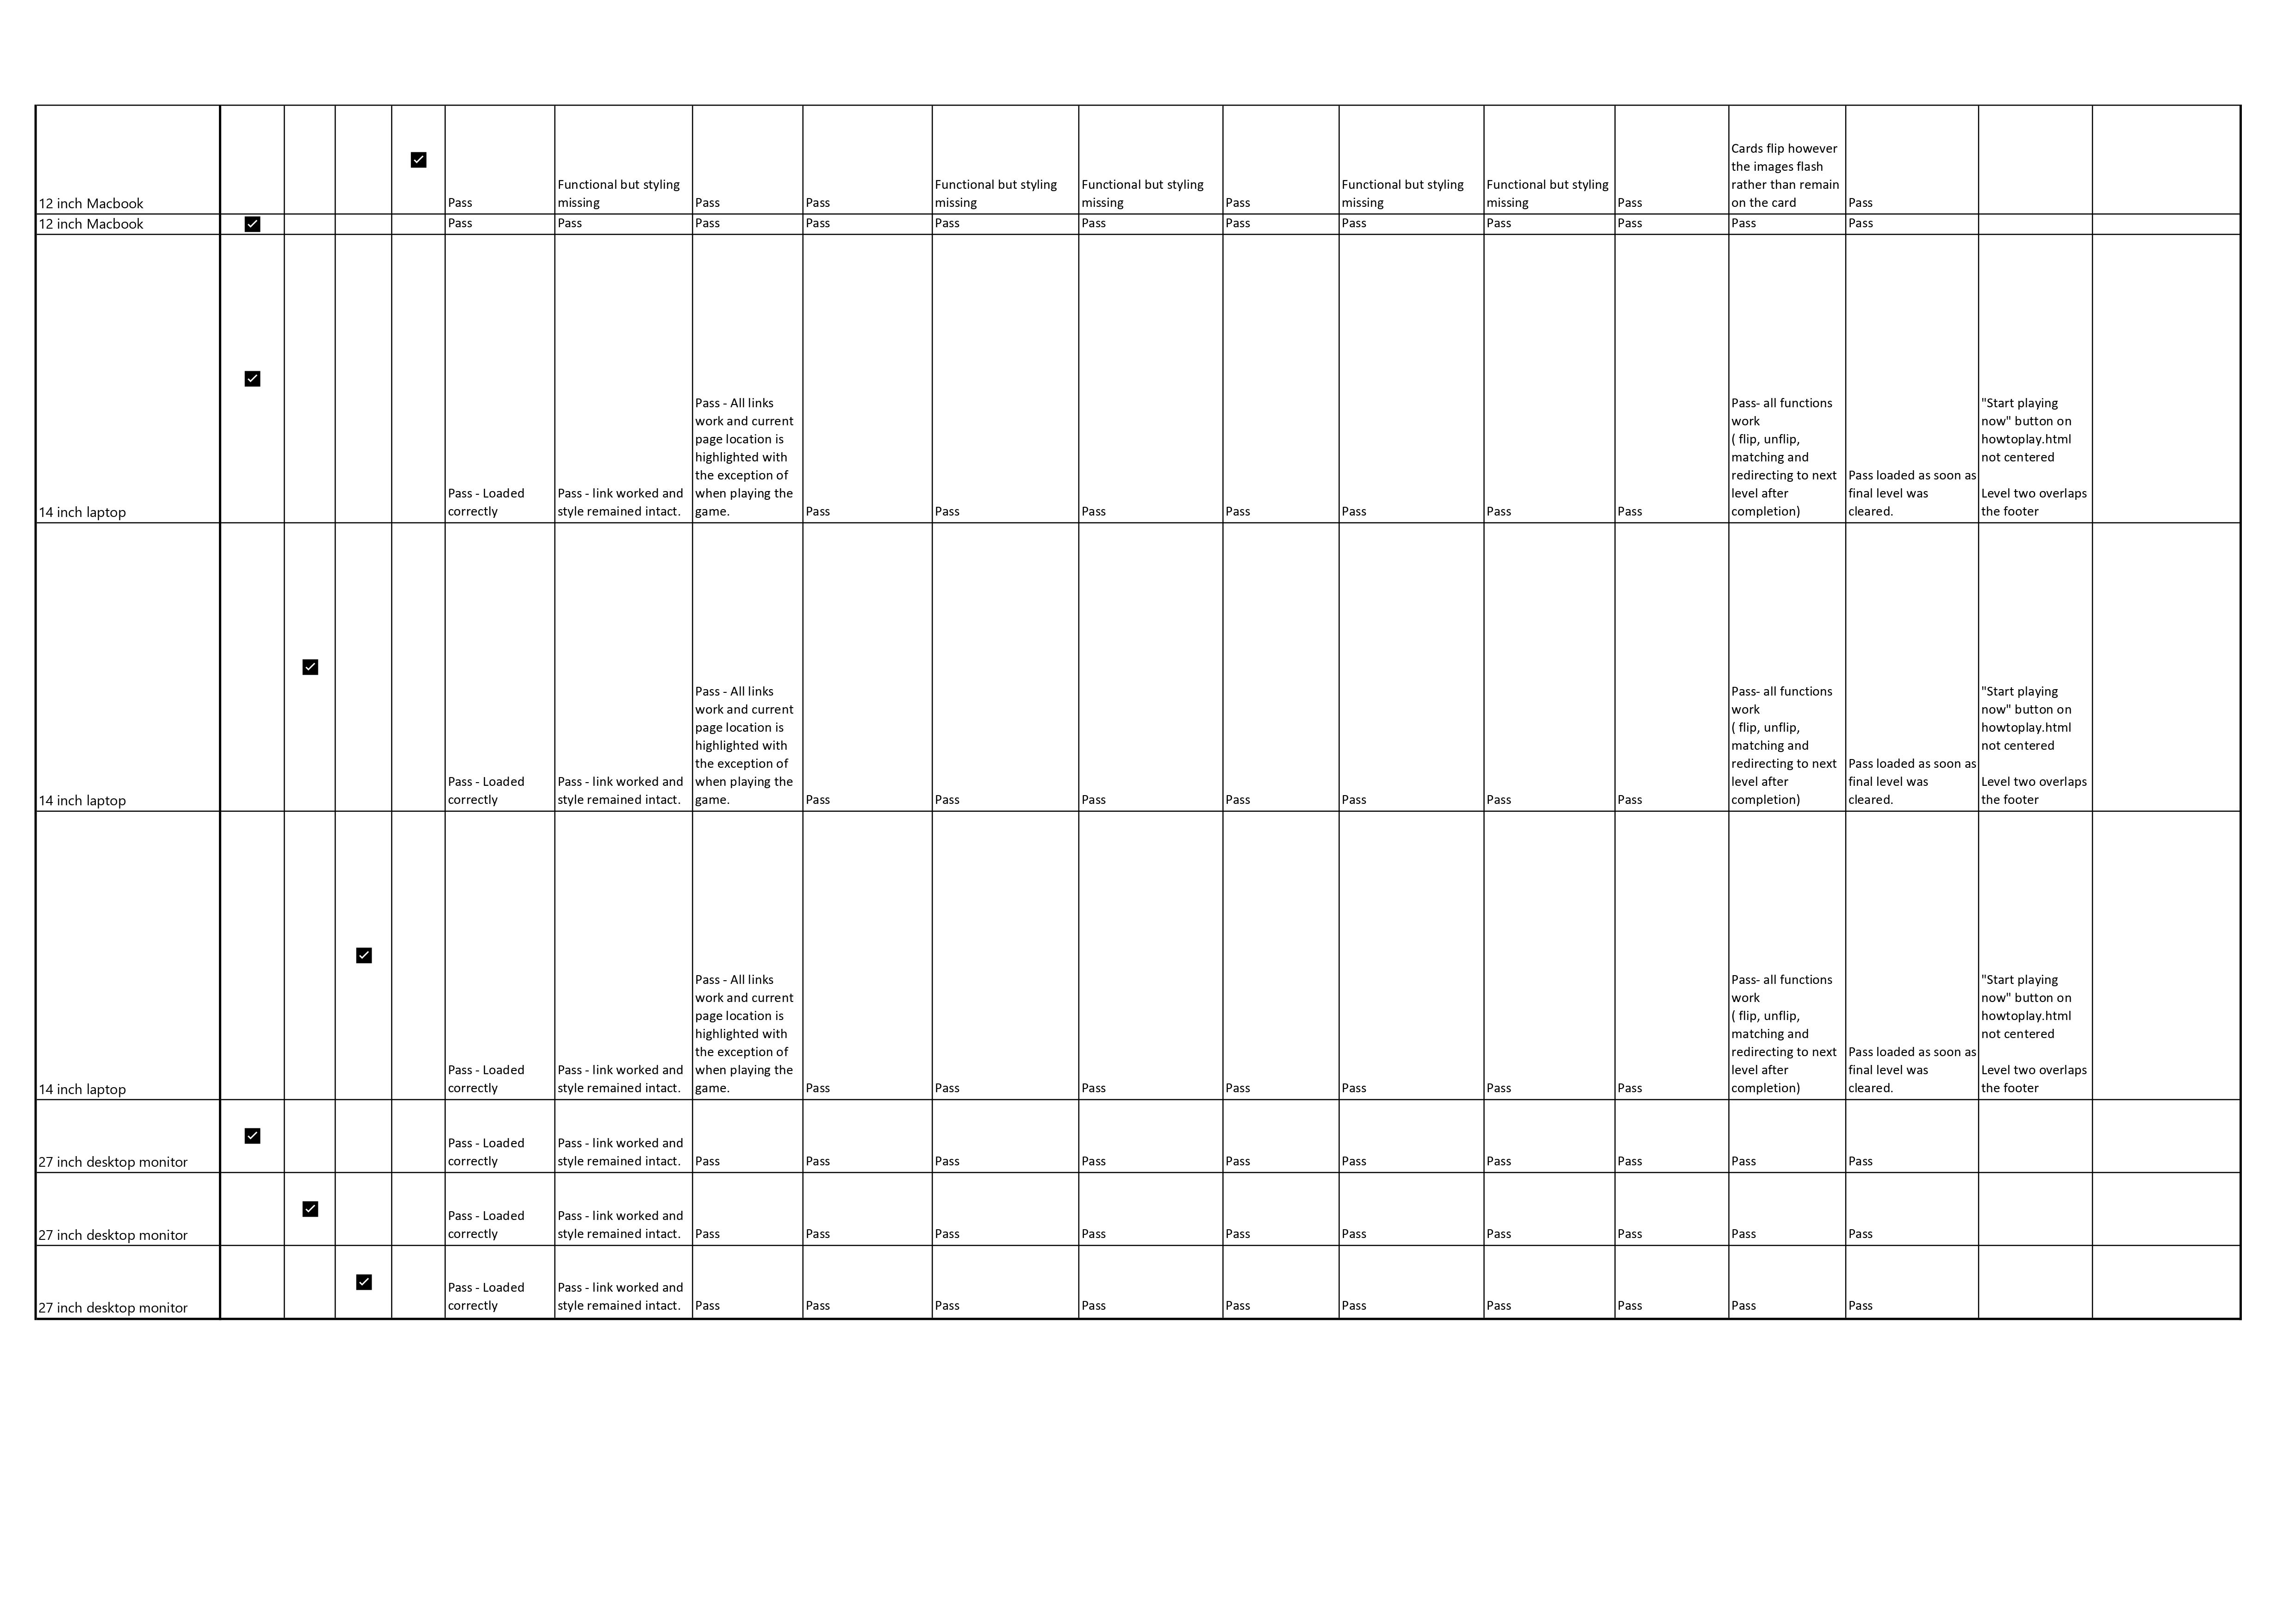 12 inch Macbook
Pass
Functional but styling
missing
Pass
Pass
Functional but styling
missing
Functional but styling
missing
Pass
Functional but styling
missing
Functional but styling
missing
Pass
Cards flip however
the images flash
rather than remain
on the card
Pass
12 inch Macbook
Pass
Pass
Pass
Pass
Pass
Pass
Pass
Pass
Pass
Pass
Pass
Pass
14 inch laptop
Pass - Loaded
correctly
Pass - link worked and
style remained intact.
Pass - All links
work and current
page location is
highlighted with
the exception of
when playing the
game.
Pass
Pass
Pass
Pass
Pass
Pass
Pass
Pass- all functions
work
( flip, unflip,
matching and
redirecting to next
level after
completion)
Pass loaded as soon as
final level was
cleared.
"Start playing
now" button on
howtoplay.html
not centered
Level two overlaps
the footer
14 inch laptop
Pass - Loaded
correctly
Pass - link worked and
style remained intact.
Pass - All links
work and current
page location is
highlighted with
the exception of
when playing the
game.
Pass
Pass
Pass
Pass
Pass
Pass
Pass
Pass- all functions
work
( flip, unflip,
matching and
redirecting to next
level after
completion)
Pass loaded as soon as
final level was
cleared.
"Start playing
now" button on
howtoplay.html
not centered
Level two overlaps
the footer
14 inch laptop
Pass - Loaded
correctly
Pass - link worked and
style remained intact.
Pass - All links
work and current
page location is
highlighted with
the exception of
when playing the
game.
Pass
Pass
Pass
Pass
Pass
Pass
Pass
Pass- all functions
work
( flip, unflip,
matching and
redirecting to next
level after
completion)
Pass loaded as soon as
final level was
cleared.
"Start playing
now" button on
howtoplay.html
not centered
Level two overlaps
the footer
27 inch desktop monitor
Pass - Loaded
correctly
Pass - link worked and
style remained intact.
Pass
Pass
Pass
Pass
Pass
Pass
Pass
Pass
Pass
Pass
27 inch desktop monitor
Pass - Loaded
correctly
Pass - link worked and
style remained intact.
Pass
Pass
Pass
Pass
Pass
Pass
Pass
Pass
Pass
Pass
27 inch desktop monitor
Pass - Loaded
correctly
Pass - link worked and
style remained intact.
Pass
Pass
Pass
Pass
Pass
Pass
Pass
Pass
Pass
Pass